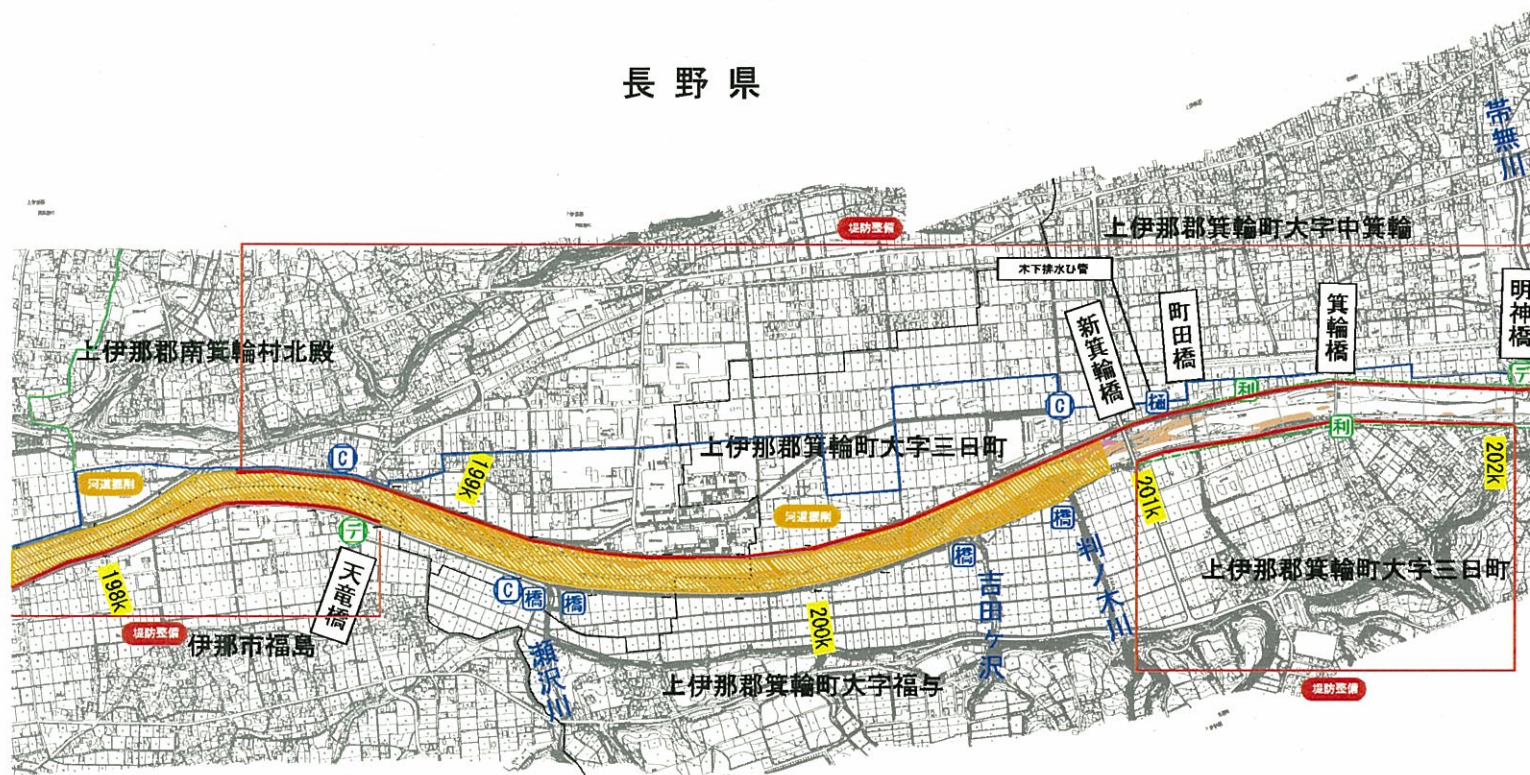 長野県
帯無川
堤防整備
上伊那郡箕輪町大字中箕輪
木下排水ひ管
新箕輪橋
町田橋
箕輪橋
明神橋
上伊那郡南箕輪村北殿
デ
利
C
樋
C
上伊那郡箕輪町大字三日町
利
199k
202k
河道掘削
201k
河道掘削
橋
デ
橋
判ノ木川
198k
天竜橋
C
橋
橋
吉田ヶ沢
上伊那郡箕輪町大字三日町
200k
堤防整備
伊那市福島
瀬沢川
上伊那郡箕輪町大字福与
堤防整備